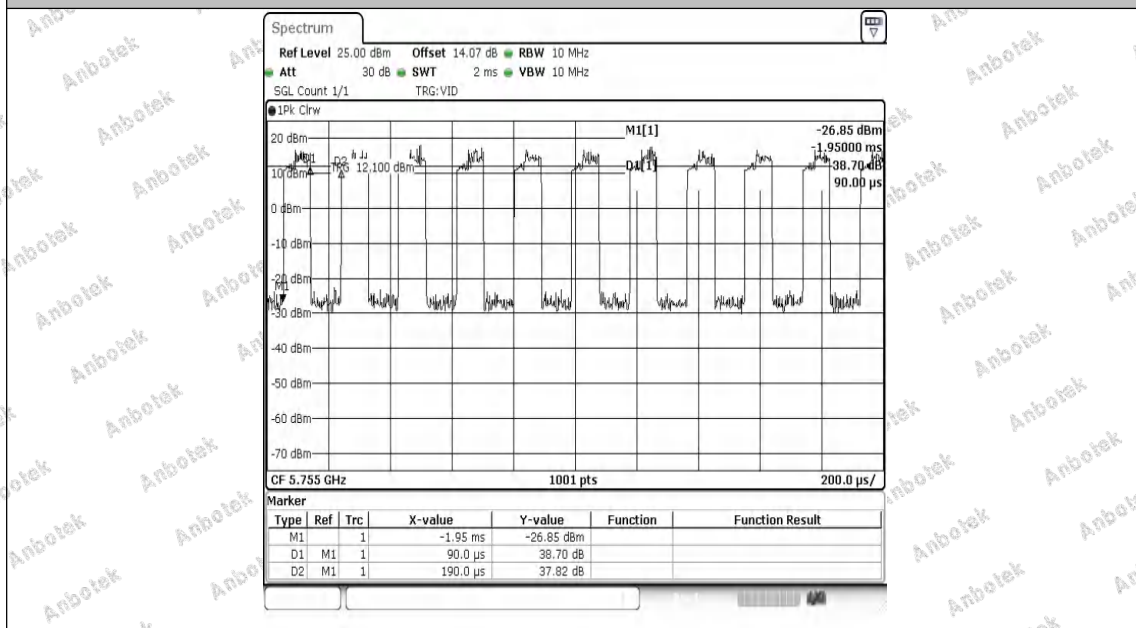 Spectrum
Ref Level 25.00 dBm Offset 14.07 dB RBW 10 MHz
Att 30 dB SWT 2 ms VBW 10 MHz
SGL Count 1/1 TRG:VID
1Pk Clrw
M1[1] -26.85 dBm
-1.95000 ms
D1[1] 38.70 dB
90.00 µs
20 dBm
D1 D2
TRG 12.100 dBm
10 dBm
0 dBm
-10 dBm
-20 dBm
M1
-30 dBm
-40 dBm
-50 dBm
-60 dBm
-70 dBm
CF 5.755 GHz 1001 pts 200.0 µs/
Marker
Type Ref Trc X-value Y-value Function Function Result
M1 1 -1.95 ms -26.85 dBm
D1 M1 1 90.0 µs 38.70 dB
D2 M1 1 190.0 µs 37.82 dB
Anbotek